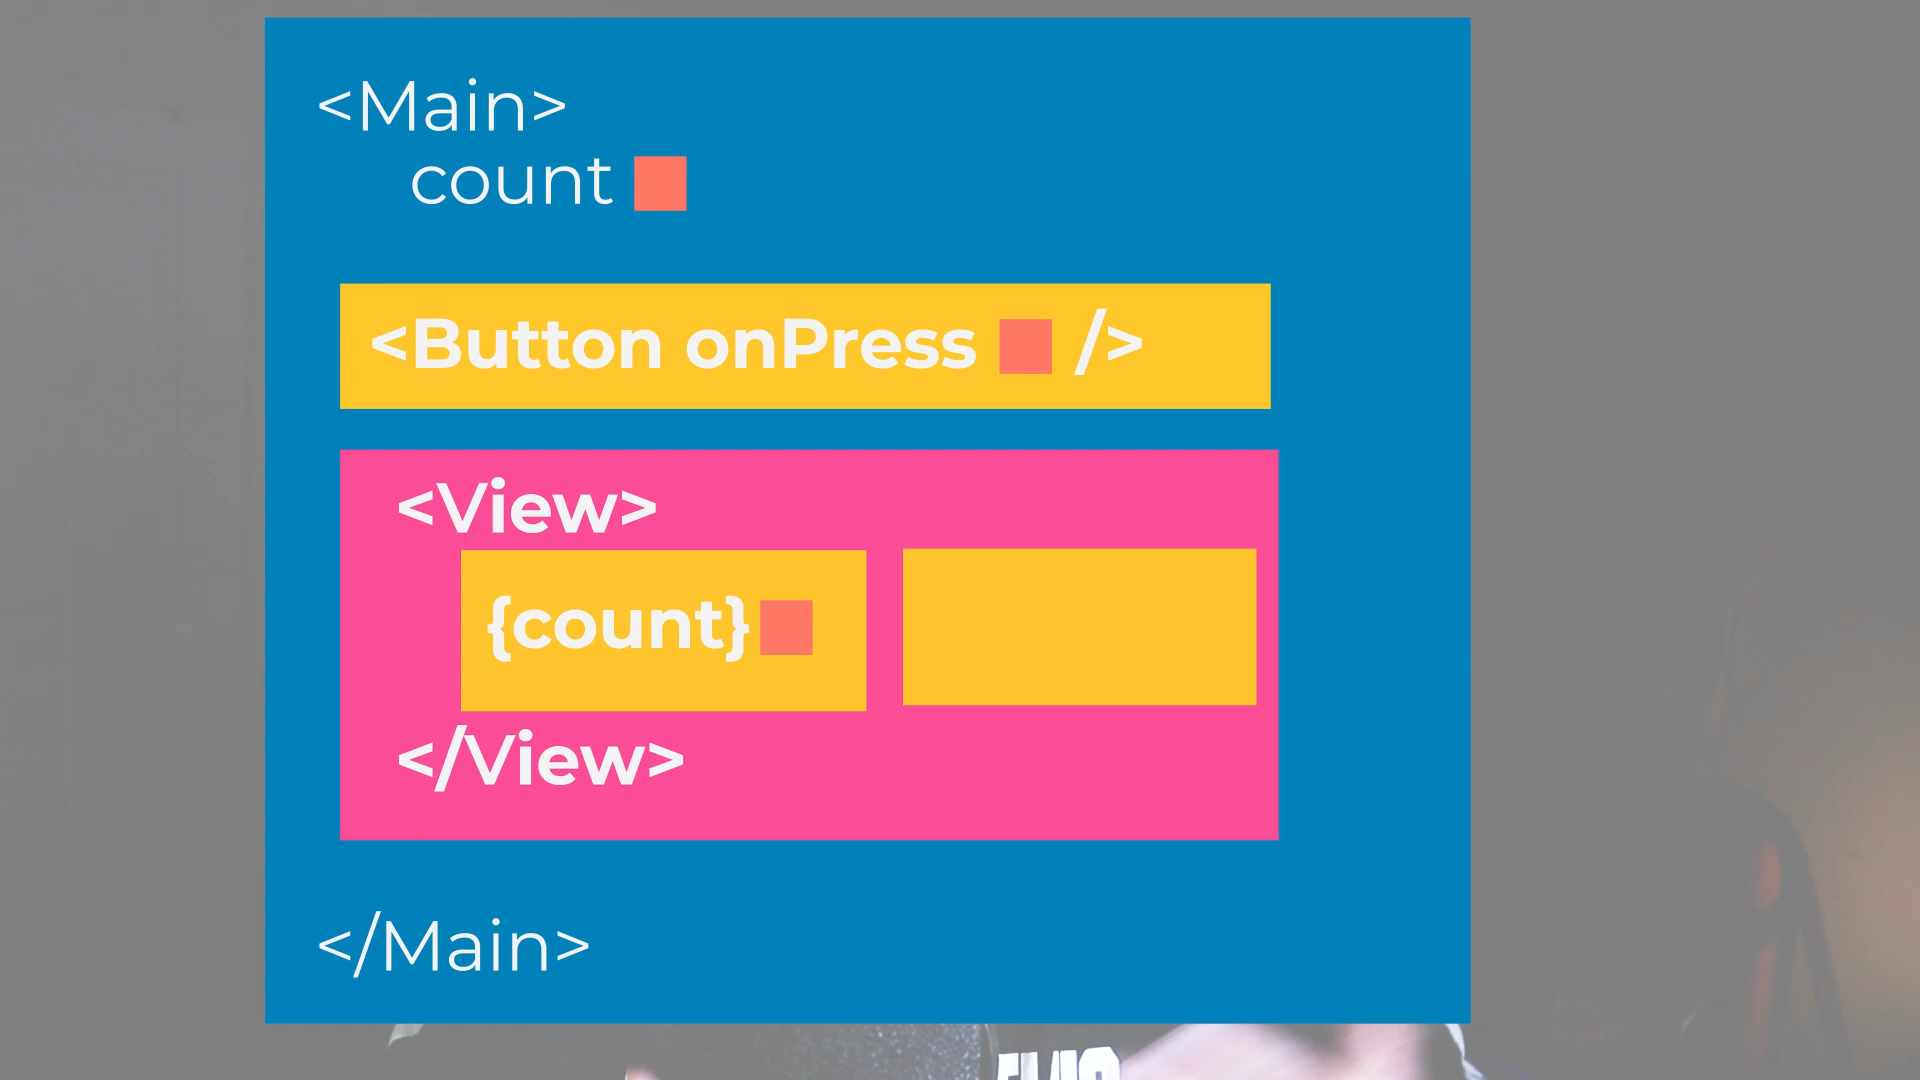 <Main>
count
<Button onPress />
<View>
{count}
</View>
</Main>